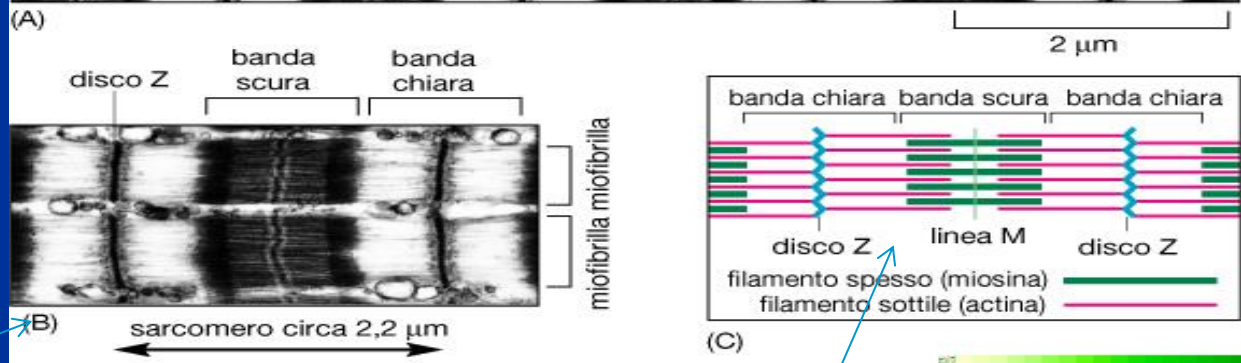 (A)
2 μm
disco Z
banda
scura
banda
chiara
miofibrilla
miofibrilla
(B)
sarcomero circa 2,2 μm
banda chiara banda scura banda chiara
disco Z
linea M
disco Z
filamento spesso (miosina)
filamento sottile (actina)
(C)